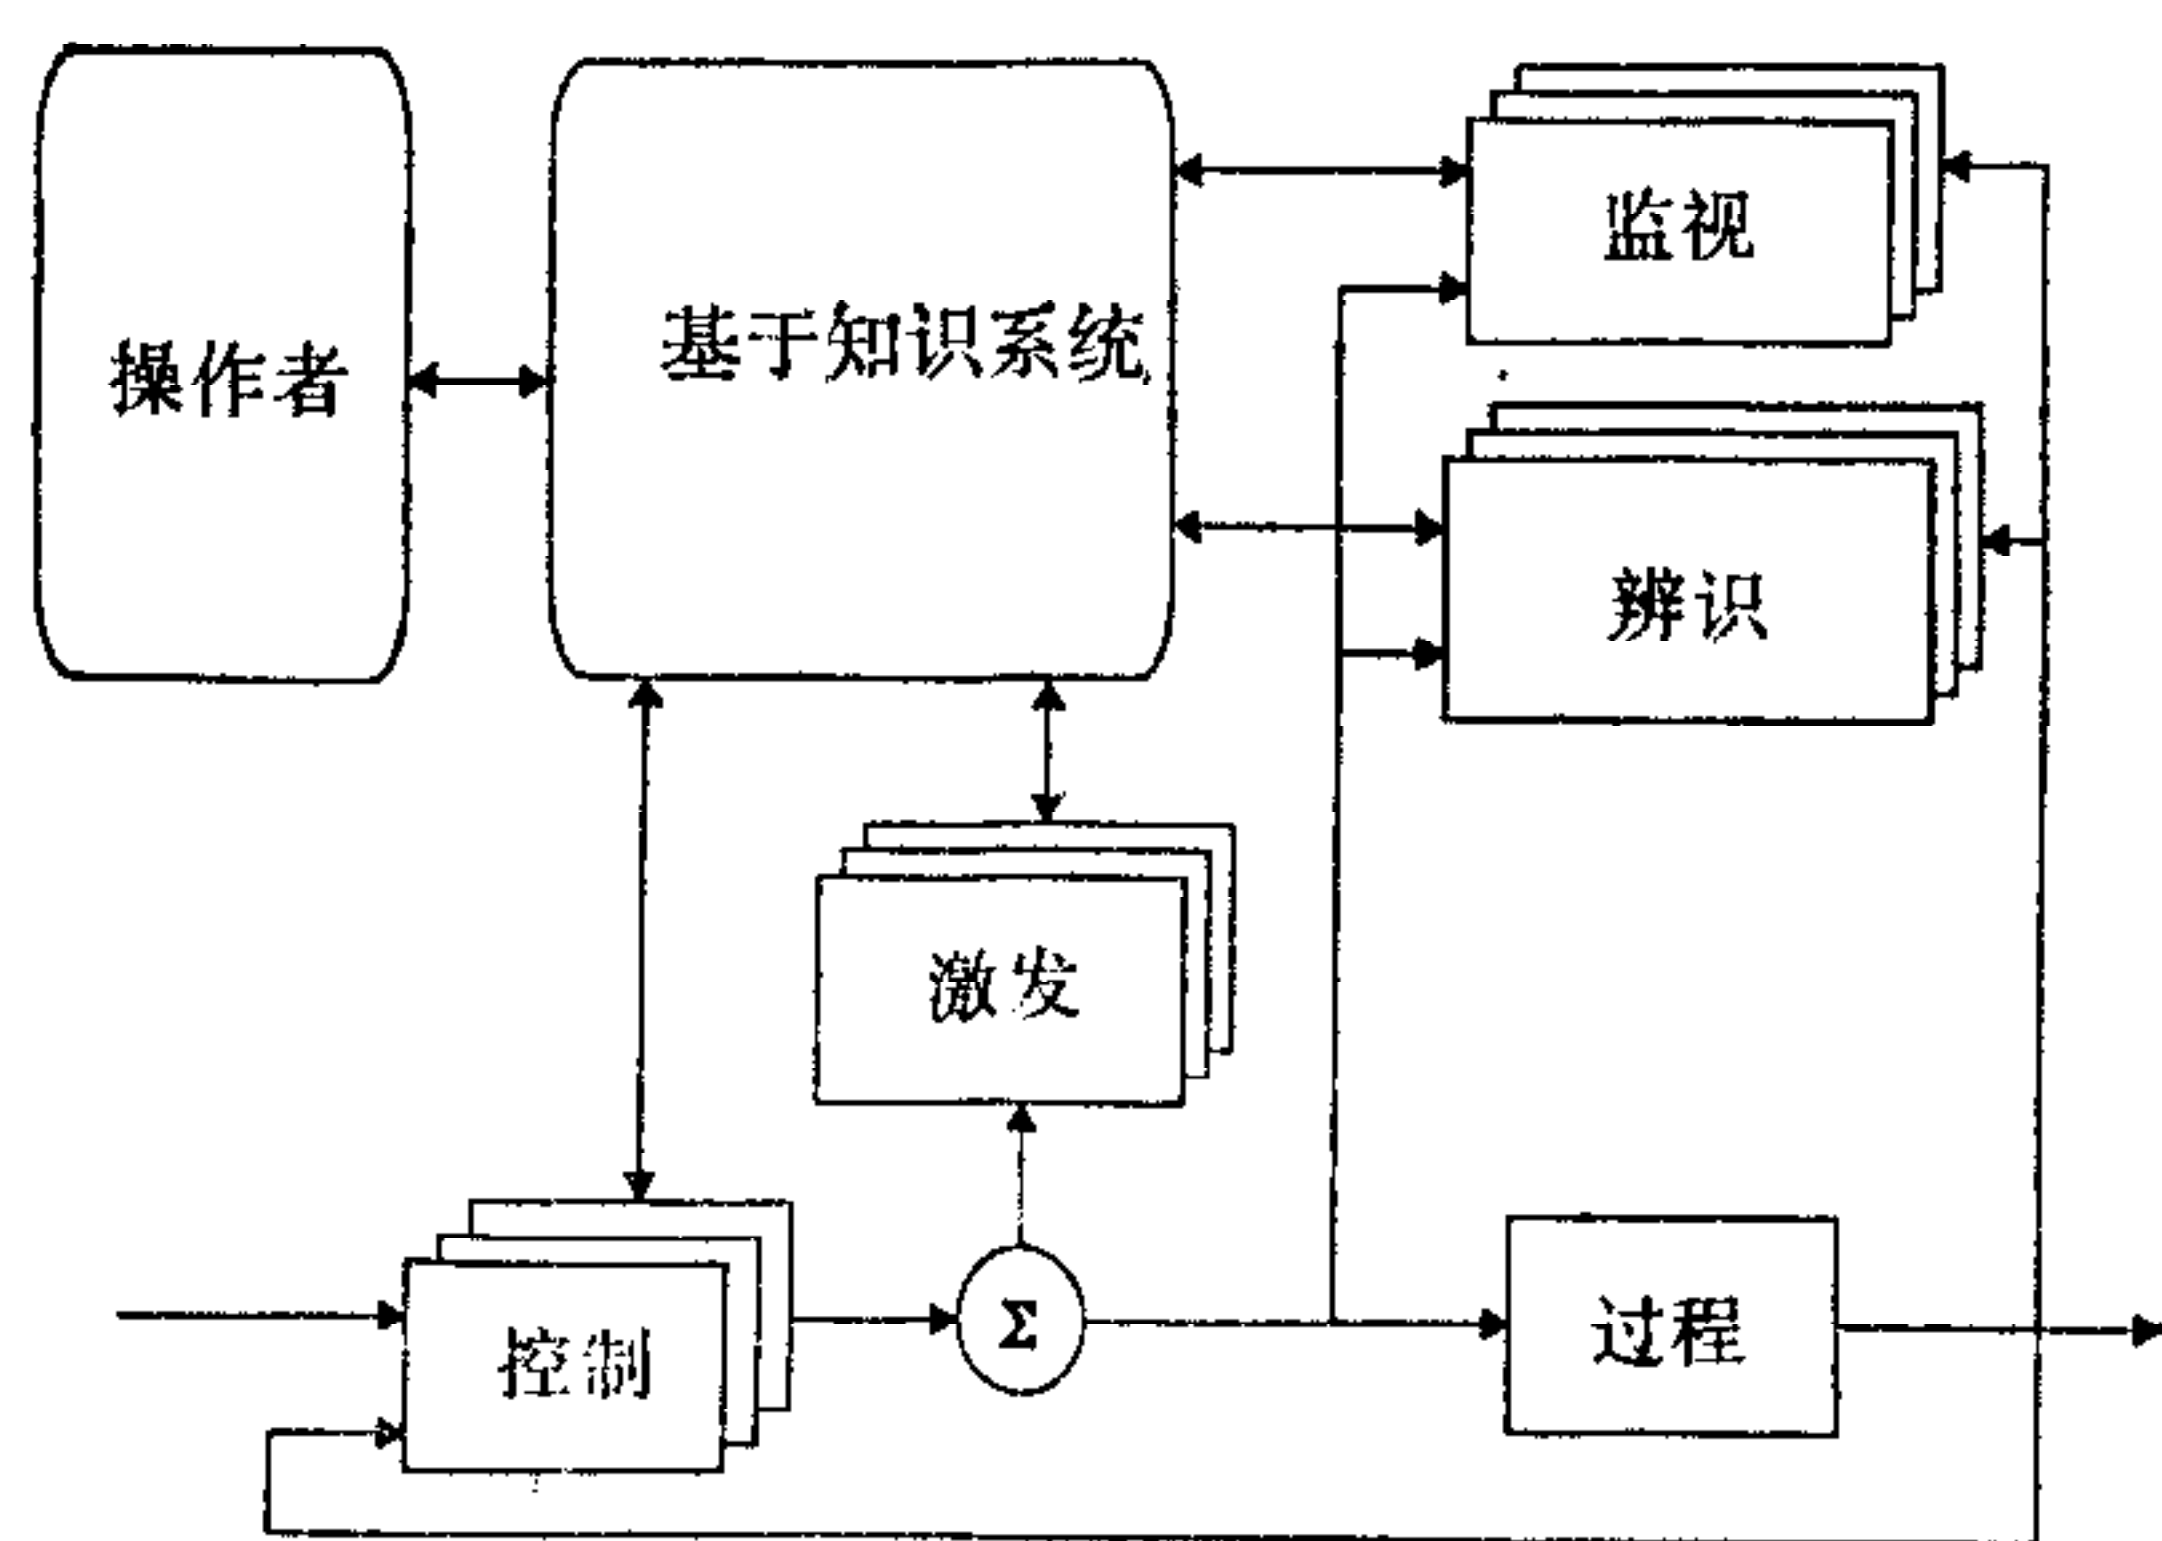 操作者
基于知识系统
监视
辨识
激发
控制
Σ
过程